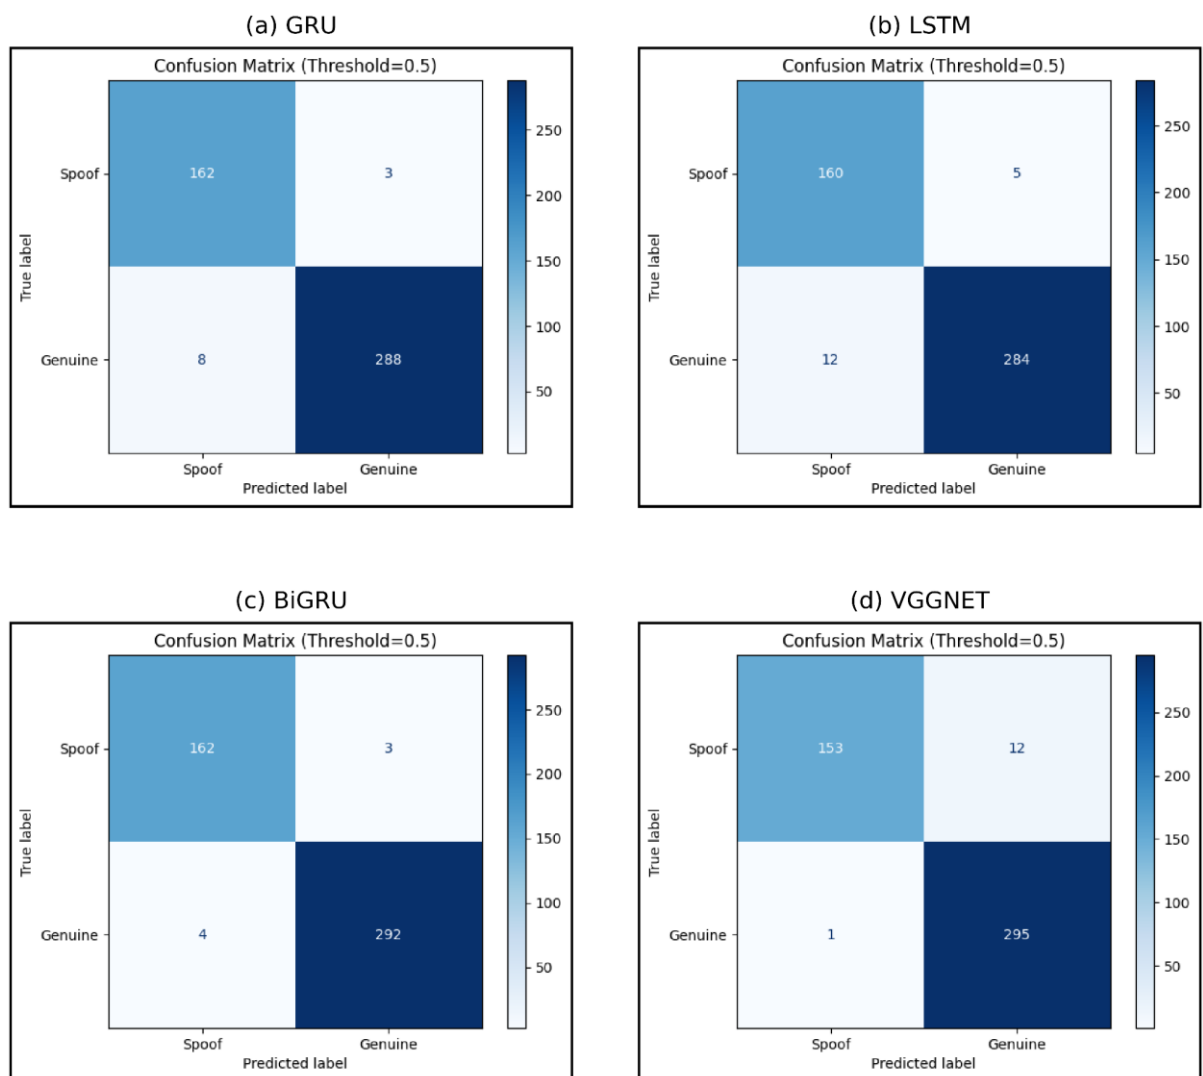 (a) GRU
Confusion Matrix (Threshold=0.5)
True label
Spoof
Genuine
162
3
8
288
Spoof
Genuine
Predicted label
250
200
150
100
50
(b) LSTM
Confusion Matrix (Threshold=0.5)
True label
Spoof
Genuine
160
5
12
284
Spoof
Genuine
Predicted label
250
200
150
100
50
(c) BiGRU
Confusion Matrix (Threshold=0.5)
True label
Spoof
Genuine
162
3
4
292
Spoof
Genuine
Predicted label
250
200
150
100
50
(d) VGGNET
Confusion Matrix (Threshold=0.5)
True label
Spoof
Genuine
153
12
1
295
Spoof
Genuine
Predicted label
250
200
150
100
50